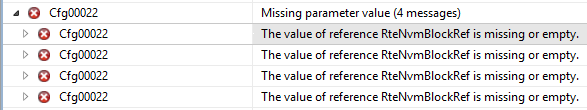 Cfg00022 Missing parameter value (4 messages)
Cfg00022 The value of reference RteNvmBlockRef is missing or empty.
Cfg00022 The value of reference RteNvmBlockRef is missing or empty.
Cfg00022 The value of reference RteNvmBlockRef is missing or empty.
Cfg00022 The value of reference RteNvmBlockRef is missing or empty.